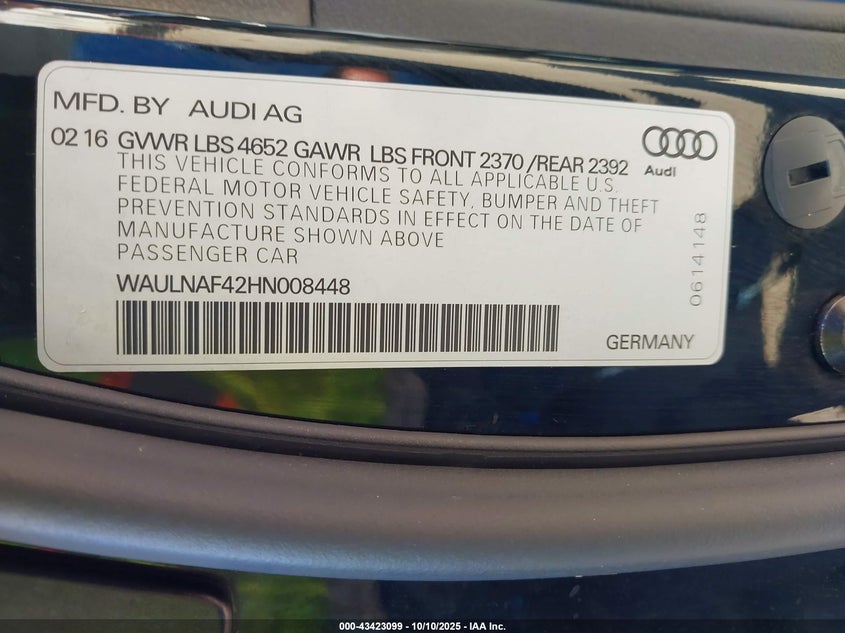 MFD. BY AUDI AG
02 16 GVWR LBS 4652 GAWR LBS FRONT 2370 /REAR 2392
THIS VEHICLE CONFORMS TO ALL APPLICABLE U.S.
FEDERAL MOTOR VEHICLE SAFETY, BUMPER AND THEFT
PREVENTION STANDARDS IN EFFECT ON THE DATE OF
MANUFACTURE SHOWN ABOVE
PASSENGER CAR
WAULNAF42HN008448
GERMANY
Audi
0614148
000-43423099 - 10/10/2025 - IAA Inc.